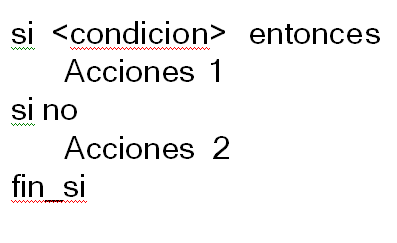 si <condicion> entonces
Acciones 1
si no
Acciones 2
fin_si